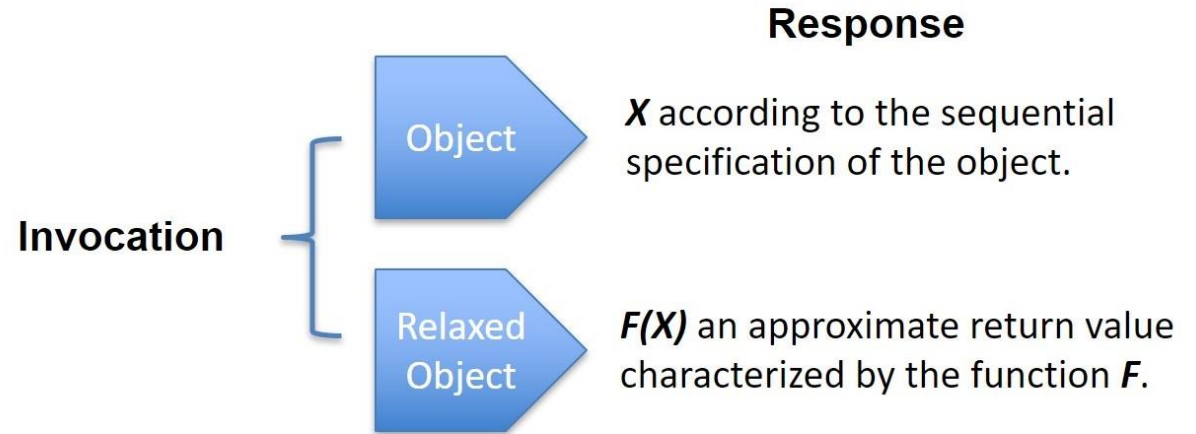 Response
Object
X according to the sequential
specification of the object.
Invocation
Relaxed
Object
F(X) an approximate return value
characterized by the function F.